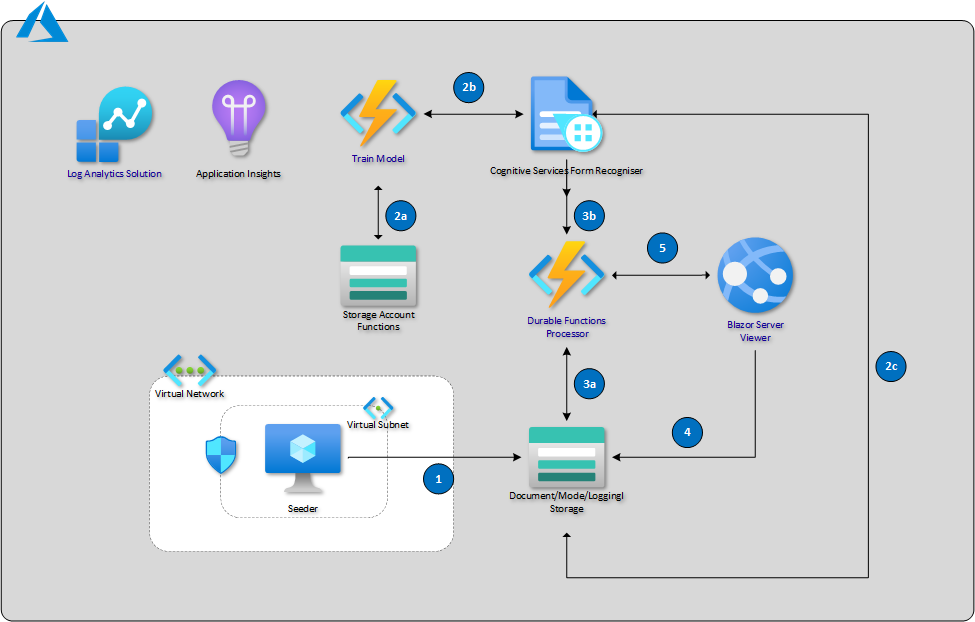 2b
Train Model
Log Analytics Solution
Application Insights
Cognitive Services Form Recogniser
2a
3b
5
Storage Account
Functions
Durable Functions
Processor
Blazor Server
Viewer
2c
3a
Virtual Network
Virtual Subnet
4
1
Seeder
Document/Mode/Loggingl
Storage